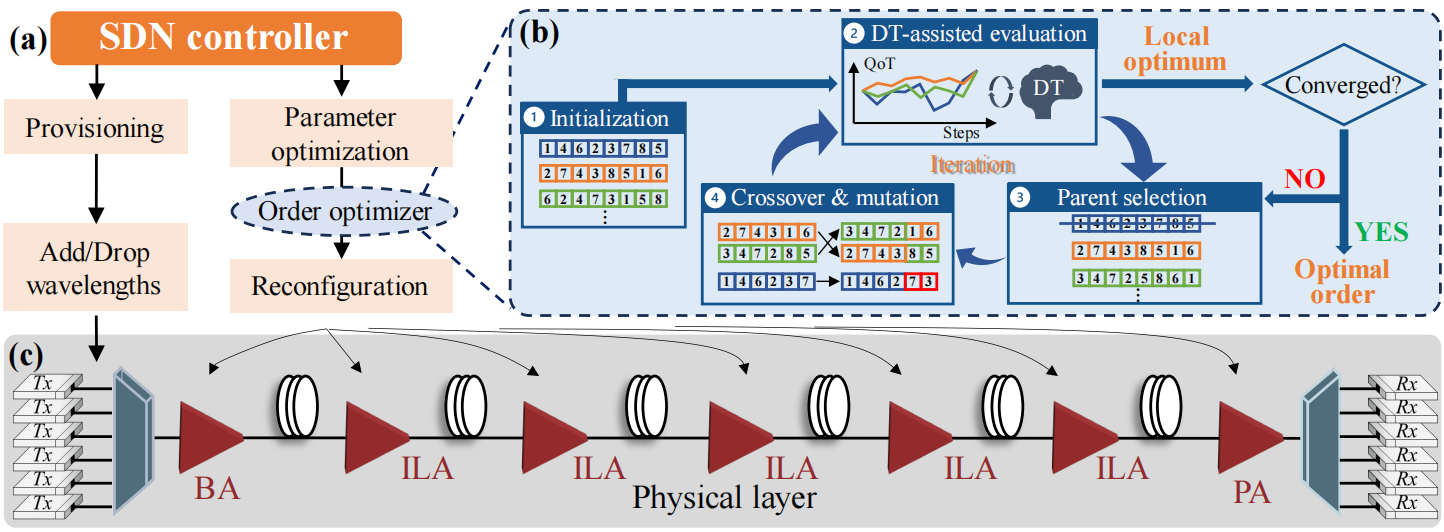 (a)
SDN controller
Provisioning
Add/Drop
wavelengths
Parameter
optimization
Order optimizer
Reconfiguration
(b)
1 Initialization
1 4 6 2 3 7 8 5
2 7 4 3 8 5 1 6
6 2 4 7 3 1 5 8
⋮
2 DT-assisted evaluation
QoT
Steps
DT
Local
optimum
Converged?
Iteration
NO
YES
Optimal
order
3 Parent selection
1 4 6 2 3 7 8 5
2 7 4 3 8 5 1 6
3 4 7 2 5 8 6 1
⋮
4 Crossover & mutation
2 7 4 3 1 6
3 4 7 2 1 6
3 4 7 2 8 5
2 7 4 3 8 5
1 4 6 2 3 7
1 4 6 2 7 3
(c)
Tx
Tx
Tx
Tx
Tx
Tx
BA
ILA
ILA
ILA
ILA
ILA
PA
Rx
Rx
Rx
Rx
Rx
Rx
Physical layer